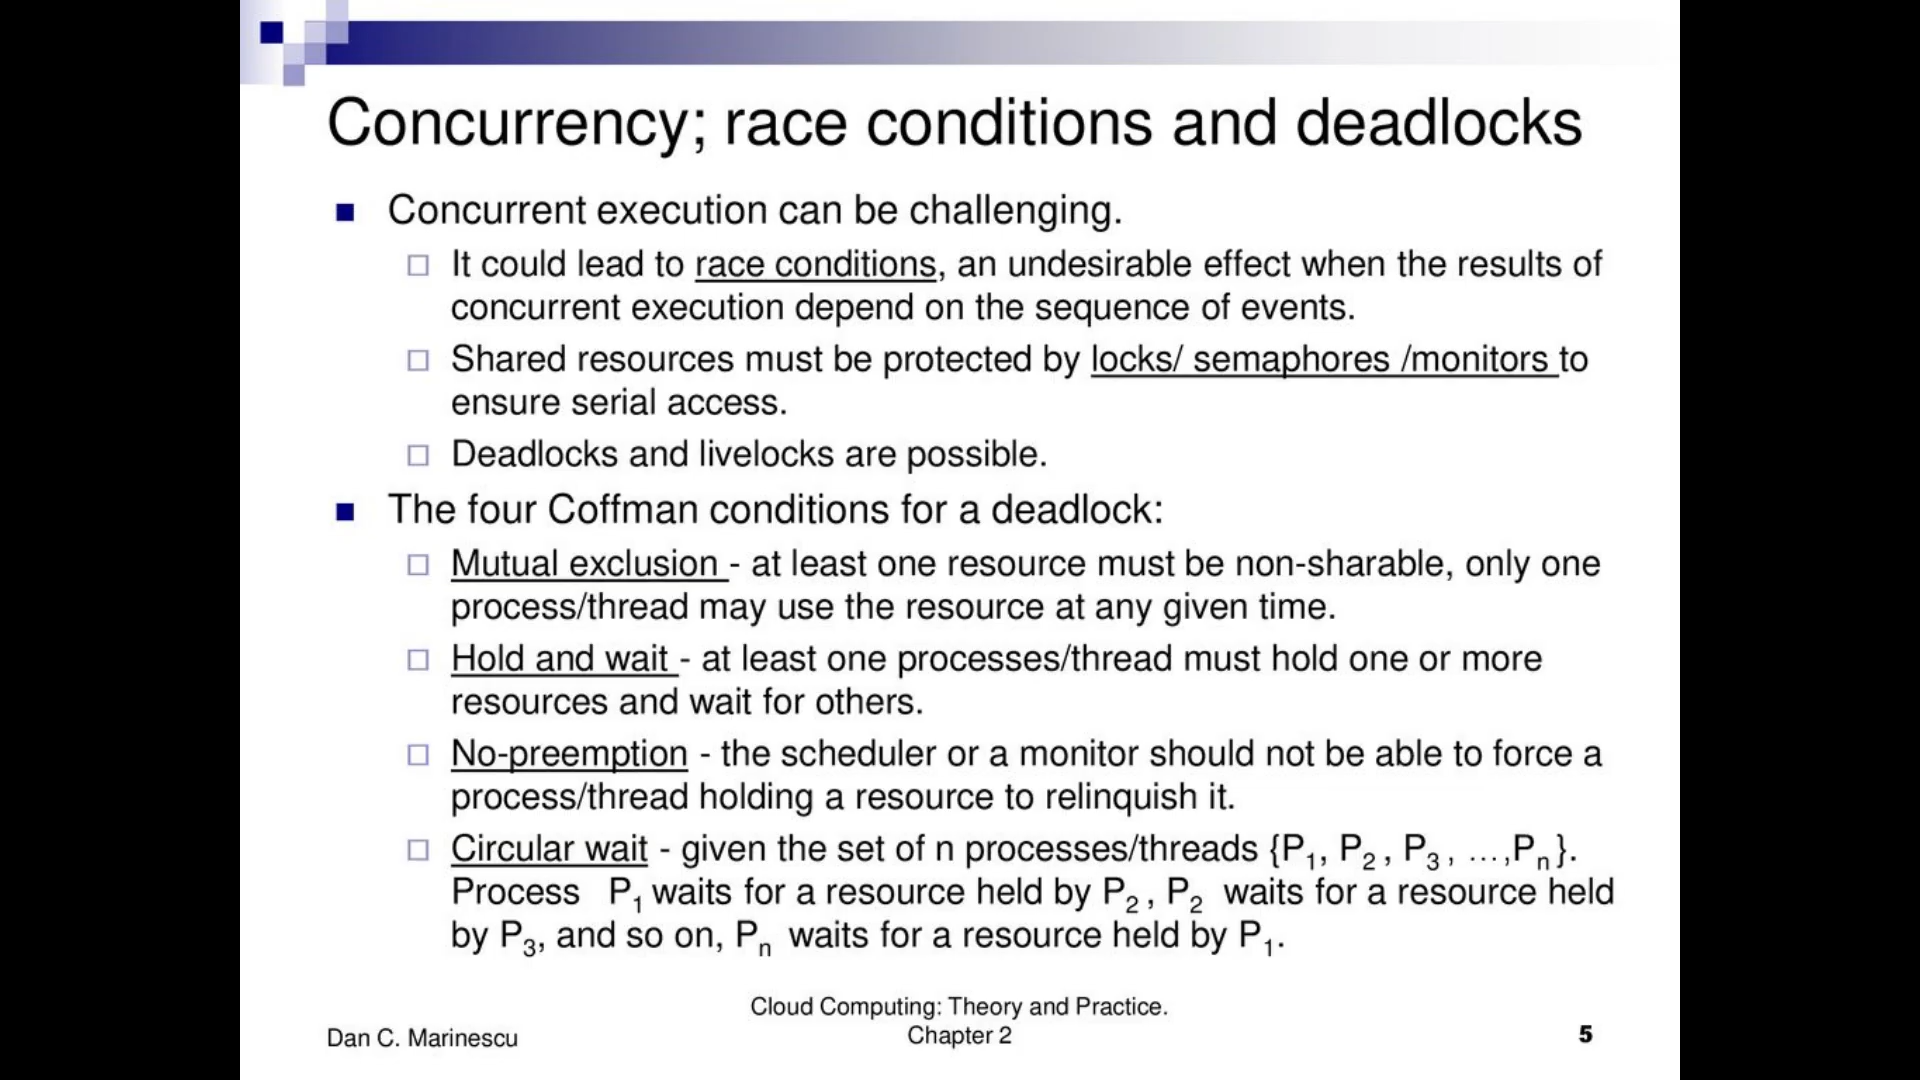 Concurrency; race conditions and deadlocks
Concurrent execution can be challenging.
It could lead to race conditions, an undesirable effect when the results of
concurrent execution depend on the sequence of events.
Shared resources must be protected by locks/ semaphores /monitors to
ensure serial access.
Deadlocks and livelocks are possible.
The four Coffman conditions for a deadlock:
Mutual exclusion - at least one resource must be non-sharable, only one
process/thread may use the resource at any given time.
Hold and wait - at least one processes/thread must hold one or more
resources and wait for others.
No-preemption - the scheduler or a monitor should not be able to force a
process/thread holding a resource to relinquish it.
Circular wait - given the set of n processes/threads {P₁, P₂ , P₃ , …,Pₙ}.
Process P₁ waits for a resource held by P₂ , P₂ waits for a resource held
by P₃, and so on, Pₙ waits for a resource held by P₁.
Cloud Computing: Theory and Practice.
Chapter 2
Dan C. Marinescu
5